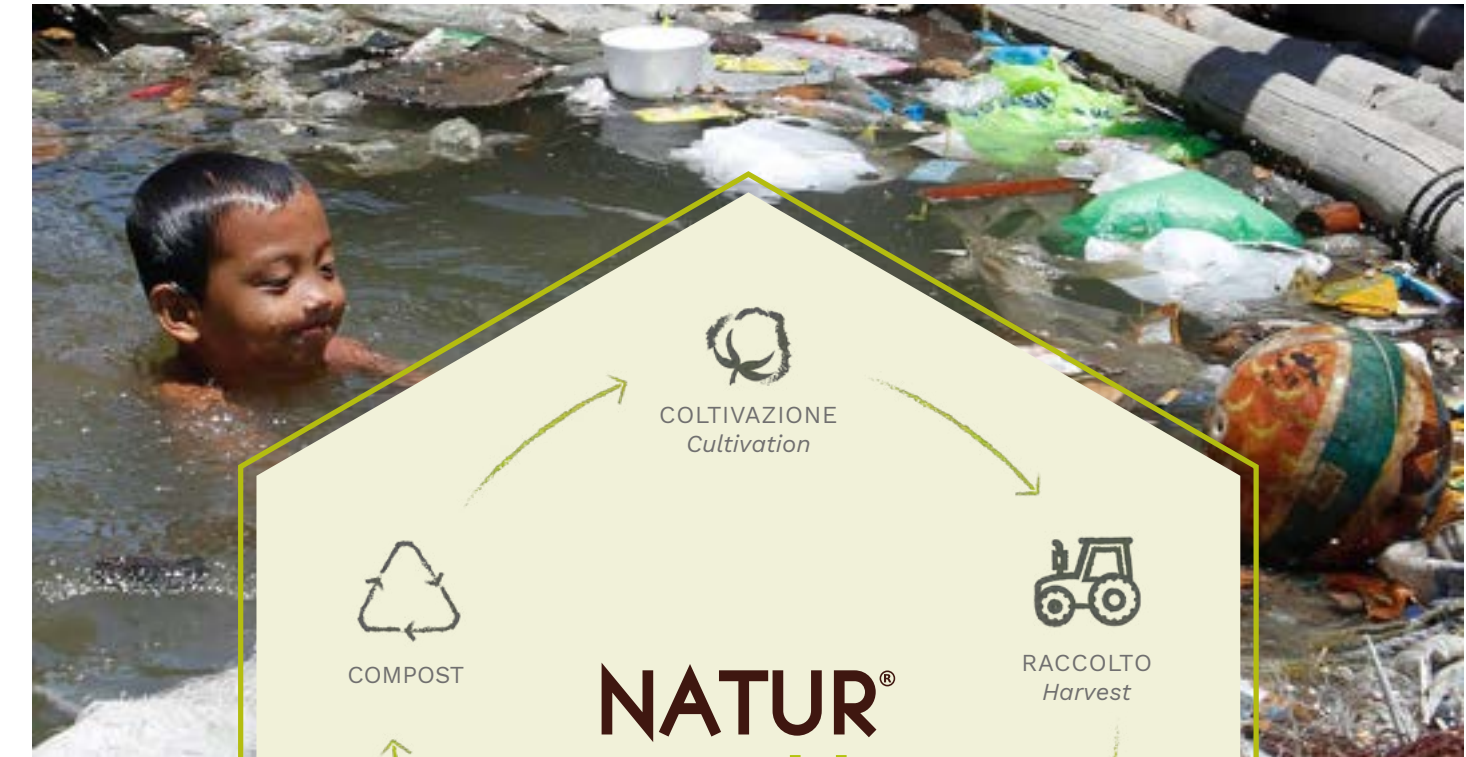 COLTIVAZIONE
Cultivation
RACCOLTO
Harvest
COMPOST
NATUR®